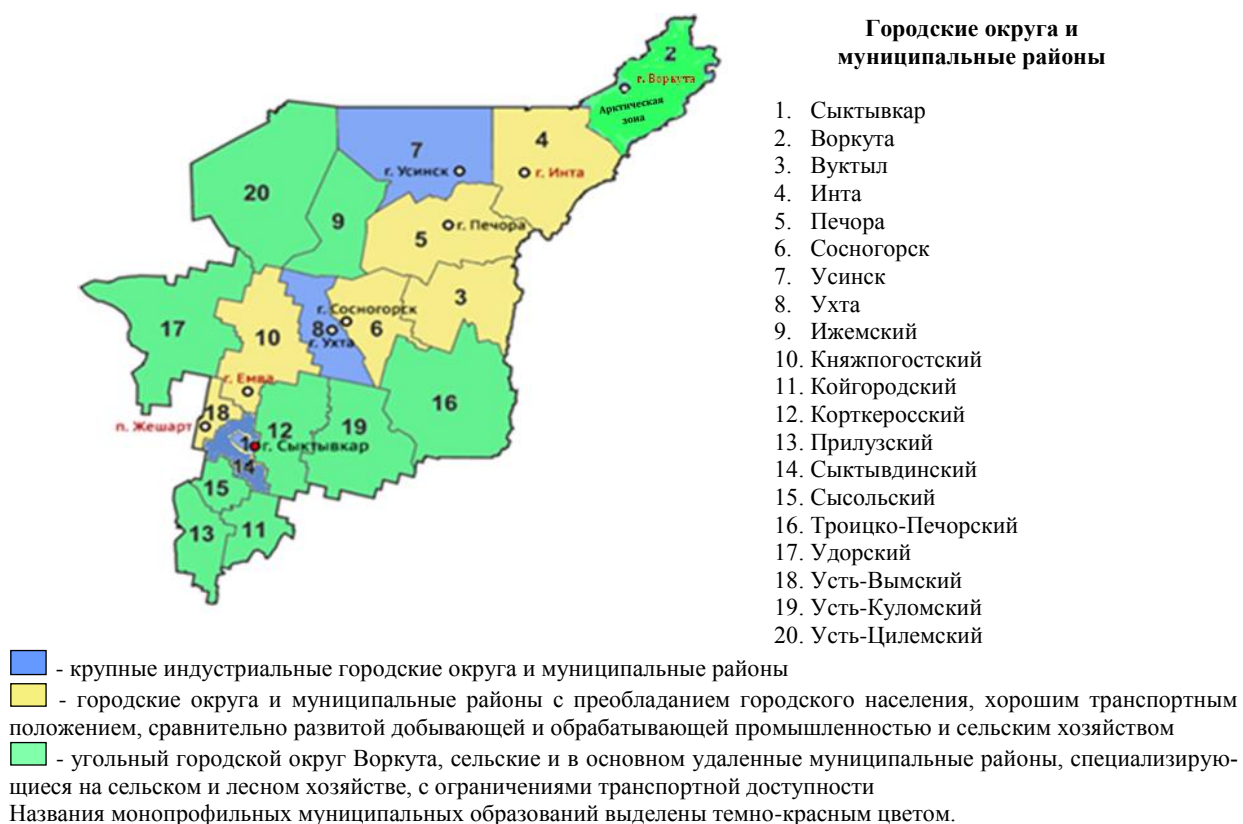 Городские округа и
муниципальные районы
1. Сыктывкар
2. Воркута
3. Вуктыл
4. Инта
5. Печора
6. Сосногорск
7. Усинск
8. Ухта
9. Ижемский
10. Княжпогостский
11. Койгородский
12. Корткеросский
13. Прилузский
14. Сыктывдинский
15. Сысольский
16. Троицко-Печорский
17. Удорский
18. Усть-Вымский
19. Усть-Куломский
20. Усть-Цилемский
2
г. Воркута
Арктическая
зона
7
г. Усинск
4
г. Инта
20
9
5
г. Печора
3
г. Сосногорск
8
6
г. Ухта
17
10
г. Емва
16
18
п. Жешарт
12
19
1
г. Сыктывкар
14
15
13
11
- крупные индустриальные городские округа и муниципальные районы
- городские округа и муниципальные районы с преобладанием городского населения, хорошим транспортным
положением, сравнительно развитой добывающей и обрабатывающей промышленностью и сельским хозяйством
- угольный городской округ Воркута, сельские и в основном удаленные муниципальные районы, специализирую-
щиеся на сельском и лесном хозяйстве, с ограничениями транспортной доступности
Названия монопрофильных муниципальных образований выделены темно-красным цветом.